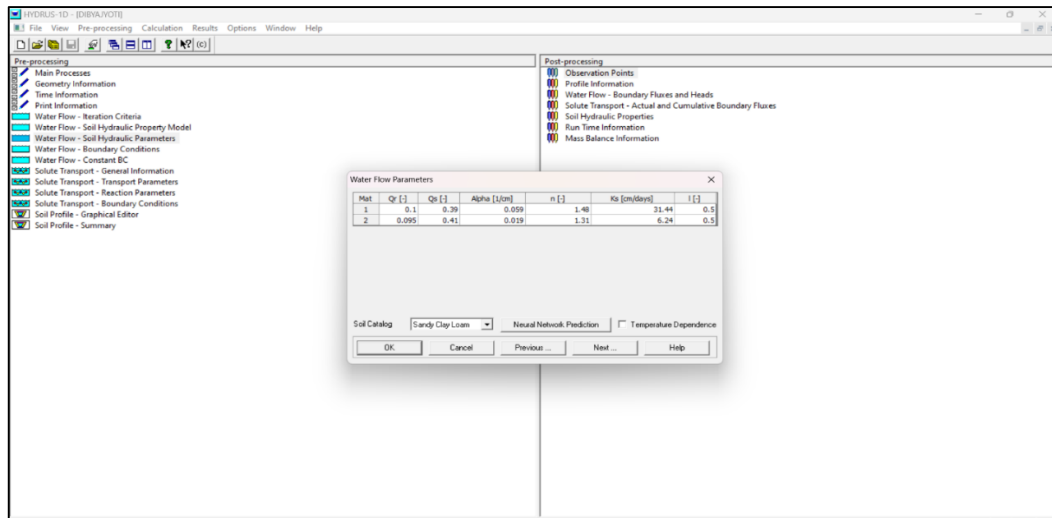 HYDRUS-1D - [DIBYAJYOTI]
File View Pre-processing Calculation Results Options Window Help
Pre-processing
Main Processes
Geometry Information
Time Information
Print Information
Water Flow - Iteration Criteria
Water Flow - Soil Hydraulic Property Model
Water Flow - Soil Hydraulic Parameters
Water Flow - Boundary Conditions
Water Flow - Constant BC
Solute Transport - General Information
Solute Transport - Transport Parameters
Solute Transport - Reaction Parameters
Solute Transport - Boundary Conditions
Soil Profile - Graphical Editor
Soil Profile - Summary
Post-processing
Observation Points
Profile Information
Water Flow - Boundary Fluxes and Heads
Solute Transport - Actual and Cumulative Boundary Fluxes
Soil Hydraulic Properties
Run Time Information
Mass Balance Information
Water Flow Parameters
Mat Qr [-] Qs [-] Alpha [1/cm] n [-] Ks [cm/days] l [-]
1 0.1 0.39 0.059 1.48 31.44 0.5
2 0.095 0.41 0.019 1.31 6.24 0.5
Soil Catalog Sandy Clay Loam Neural Network Prediction Temperature Dependence
OK Cancel Previous ... Next ... Help